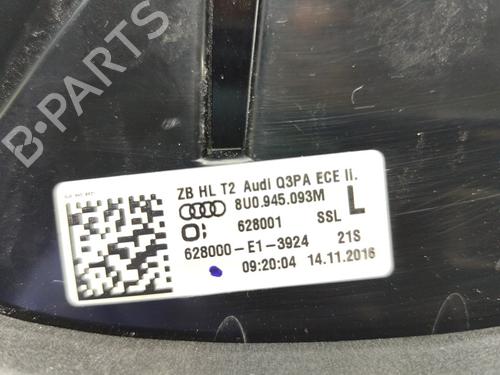 B-PARTS
ZB HL T2 Audi Q3PA ECE li.
8U0.945.093M
628001 SSL L
628000-E1-3924 21S
09:20:04 14.11.2016